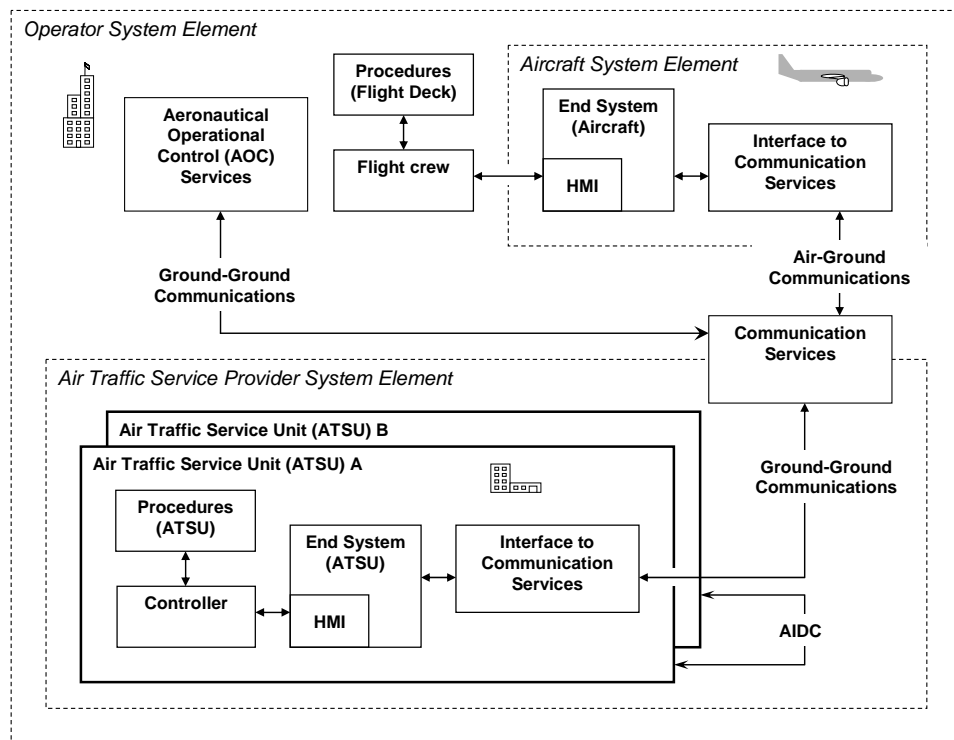 Operator System Element
Aircraft System Element
Procedures
(Flight Deck)
Aeronautical
Operational
Control (AOC)
Services
End System
(Aircraft)
Interface to
Communication
Services
Flight crew
HMI
Ground-Ground
Communications
Air-Ground
Communications
Communication
Services
Air Traffic Service Provider System Element
Air Traffic Service Unit (ATSU) B
Air Traffic Service Unit (ATSU) A
Ground-Ground
Communications
Procedures
(ATSU)
End System
(ATSU)
Interface to
Communication
Services
Controller
HMI
AIDC